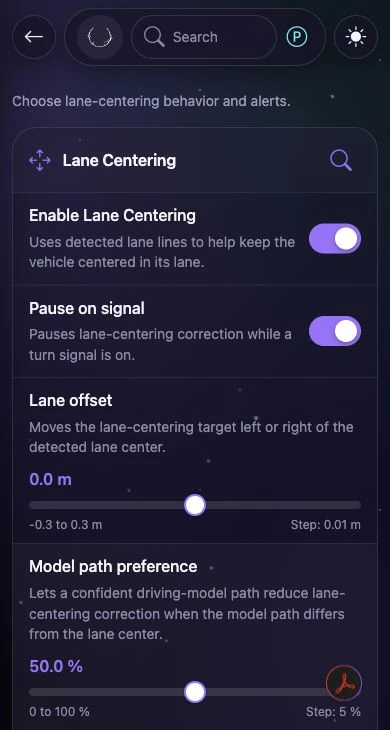 Search
P
Choose lane-centering behavior and alerts.
Lane Centering
Enable Lane Centering
Uses detected lane lines to help keep the
vehicle centered in its lane.
Pause on signal
Pauses lane-centering correction while a
turn signal is on.
Lane offset
Moves the lane-centering target left or right of the
detected lane center.
0.0 m
-0.3 to 0.3 m
Step: 0.01 m
Model path preference
Lets a confident driving-model path reduce lane-
centering correction when the model path differs
from the lane center.
50.0 %
0 to 100 %
Step: 5 %